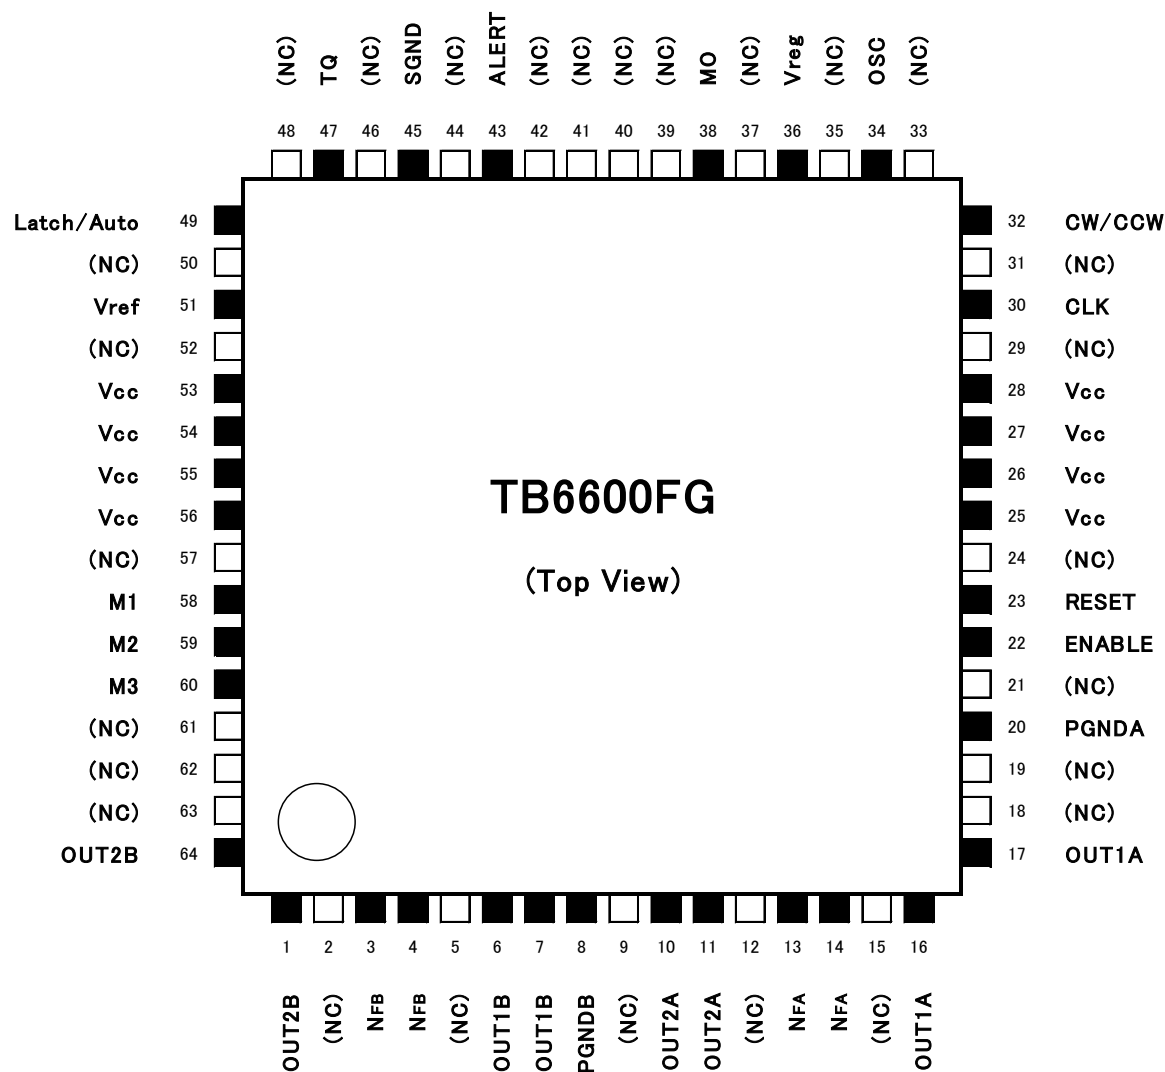 (NC) TQ (NC) SGND (NC) ALERT (NC) (NC) (NC) (NC) MO (NC) Vreg (NC) OSC (NC)
48 47 46 45 44 43 42 41 40 39 38 37 36 35 34 33
Latch/Auto 49 32 CW/CCW
(NC) 50 31 (NC)
Vref 51 30 CLK
(NC) 52 29 (NC)
Vcc 53 28 Vcc
Vcc 54 27 Vcc
Vcc 55 26 Vcc
TB6600FG
Vcc 56 25 Vcc
(NC) 57 24 (NC)
(Top View)
M1 58 23 RESET
M2 59 22 ENABLE
M3 60 21 (NC)
(NC) 61 20 PGNDA
(NC) 62 19 (NC)
(NC) 63 18 (NC)
OUT2B 64 17 OUT1A
1 2 3 4 5 6 7 8 9 10 11 12 13 14 15 16
OUT2B (NC) NFB NFB (NC) OUT1B OUT1B PGNDB (NC) OUT2A OUT2A (NC) NFA NFA (NC) OUT1A